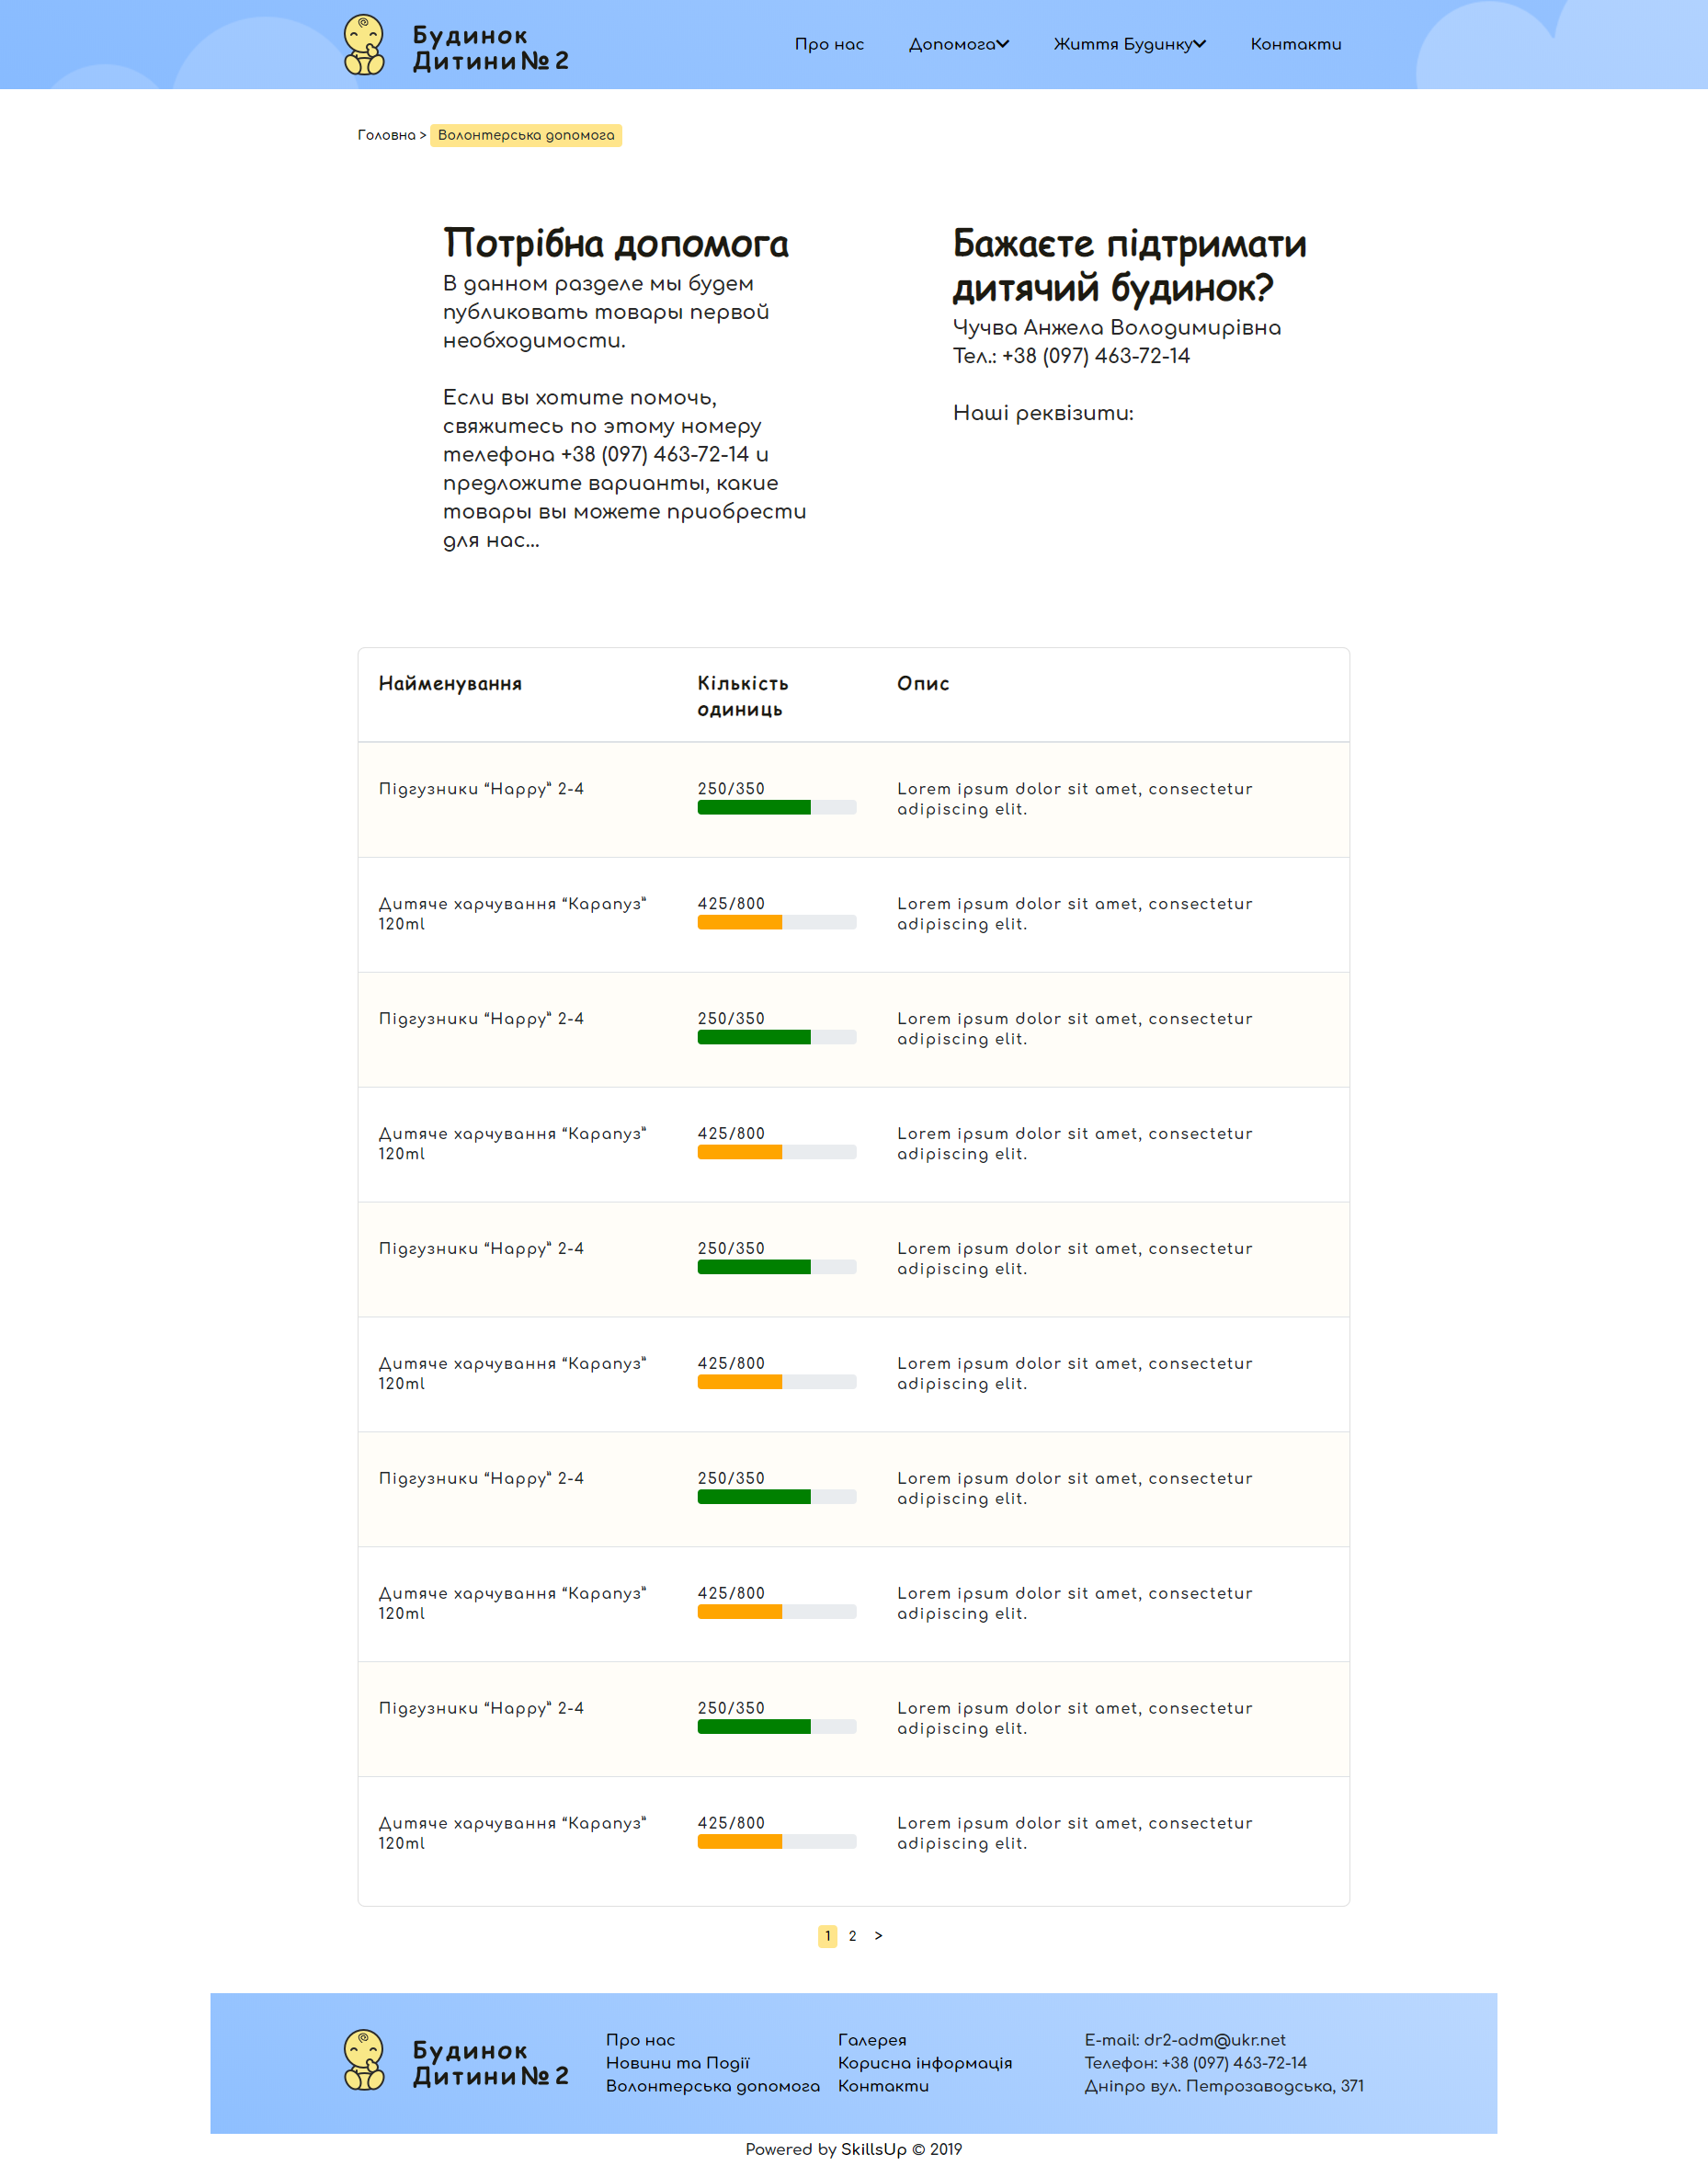 Будинок
Дитини № 2
Про нас
Допомога
Життя Будинку
Контакти
Головна > Волонтерська допомога
Потрібна допомога
В данном разделе мы будем
публиковать товары первой
необходимости.
Если вы хотите помочь,
свяжитесь по этому номеру
телефона +38 (097) 463-72-14 и
предложите варианты, какие
товары вы можете приобрести
для нас...
Бажаєте підтримати
дитячий будинок?
Чучва Анжела Володимирівна
Тел.: +38 (097) 463-72-14
Наші реквізити:
Найменування
Кількість
одиниць
Опис
Підгузники “Happy” 2-4
250/350
Lorem ipsum dolor sit amet, consectetur
adipiscing elit.
Дитяче харчування “Карапуз”
120ml
425/800
Lorem ipsum dolor sit amet, consectetur
adipiscing elit.
Підгузники “Happy” 2-4
250/350
Lorem ipsum dolor sit amet, consectetur
adipiscing elit.
Дитяче харчування “Карапуз”
120ml
425/800
Lorem ipsum dolor sit amet, consectetur
adipiscing elit.
Підгузники “Happy” 2-4
250/350
Lorem ipsum dolor sit amet, consectetur
adipiscing elit.
Дитяче харчування “Карапуз”
120ml
425/800
Lorem ipsum dolor sit amet, consectetur
adipiscing elit.
Підгузники “Happy” 2-4
250/350
Lorem ipsum dolor sit amet, consectetur
adipiscing elit.
Дитяче харчування “Карапуз”
120ml
425/800
Lorem ipsum dolor sit amet, consectetur
adipiscing elit.
Підгузники “Happy” 2-4
250/350
Lorem ipsum dolor sit amet, consectetur
adipiscing elit.
Дитяче харчування “Карапуз”
120ml
425/800
Lorem ipsum dolor sit amet, consectetur
adipiscing elit.
1 2 >
Будинок
Дитини № 2
Про нас
Новини та Події
Волонтерська допомога
Галерея
Корисна інформація
Контакти
E-mail: dr2-adm@ukr.net
Телефон: +38 (097) 463-72-14
Дніпро вул. Петрозаводська, 371
Powered by SkillsUp © 2019